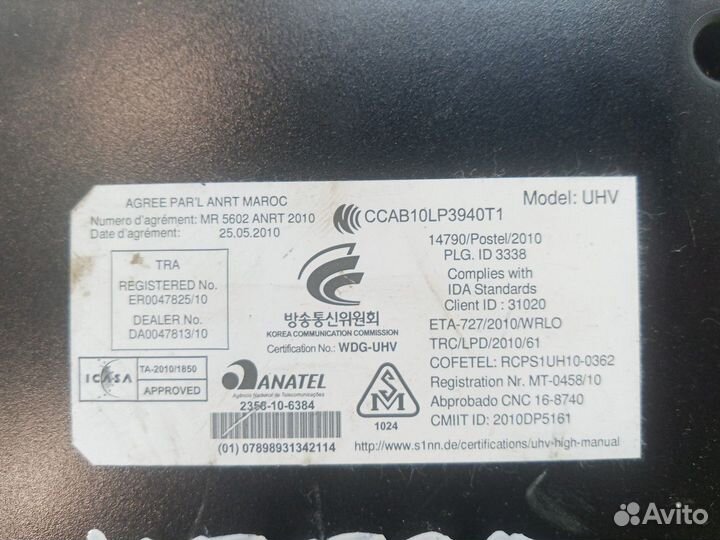 AGREE PAR'L ANRT MAROC
Numero d'agrément: MR 5602 ANRT 2010
Date d'agrément: 25.05.2010
TRA
REGISTERED No.
ER0047825/10
DEALER No.
DA0047813/10
ICASA
TA-2010/1850
APPROVED
방송통신위원회
KOREA COMMUNICATION COMMISSION
Certification No.: WDG-UHV
ANATEL
Agência Nacional de Telecomunicações
2356-10-6384
(01) 07898931342114
SM
1024
Model: UHV
CCAB10LP3940T1
14790/Postel/2010
PLG. ID 3338
Complies with
IDA Standards
Client ID : 31020
ETA-727/2010/WRLO
TRC/LPD/2010/61
COFETEL: RCPS1UH10-0362
Registration Nr. MT-0458/10
Abprobado CNC 16-8740
CMIIT ID: 2010DP5161
http://www.s1nn.de/certifications/uhv-high-manual
Avito